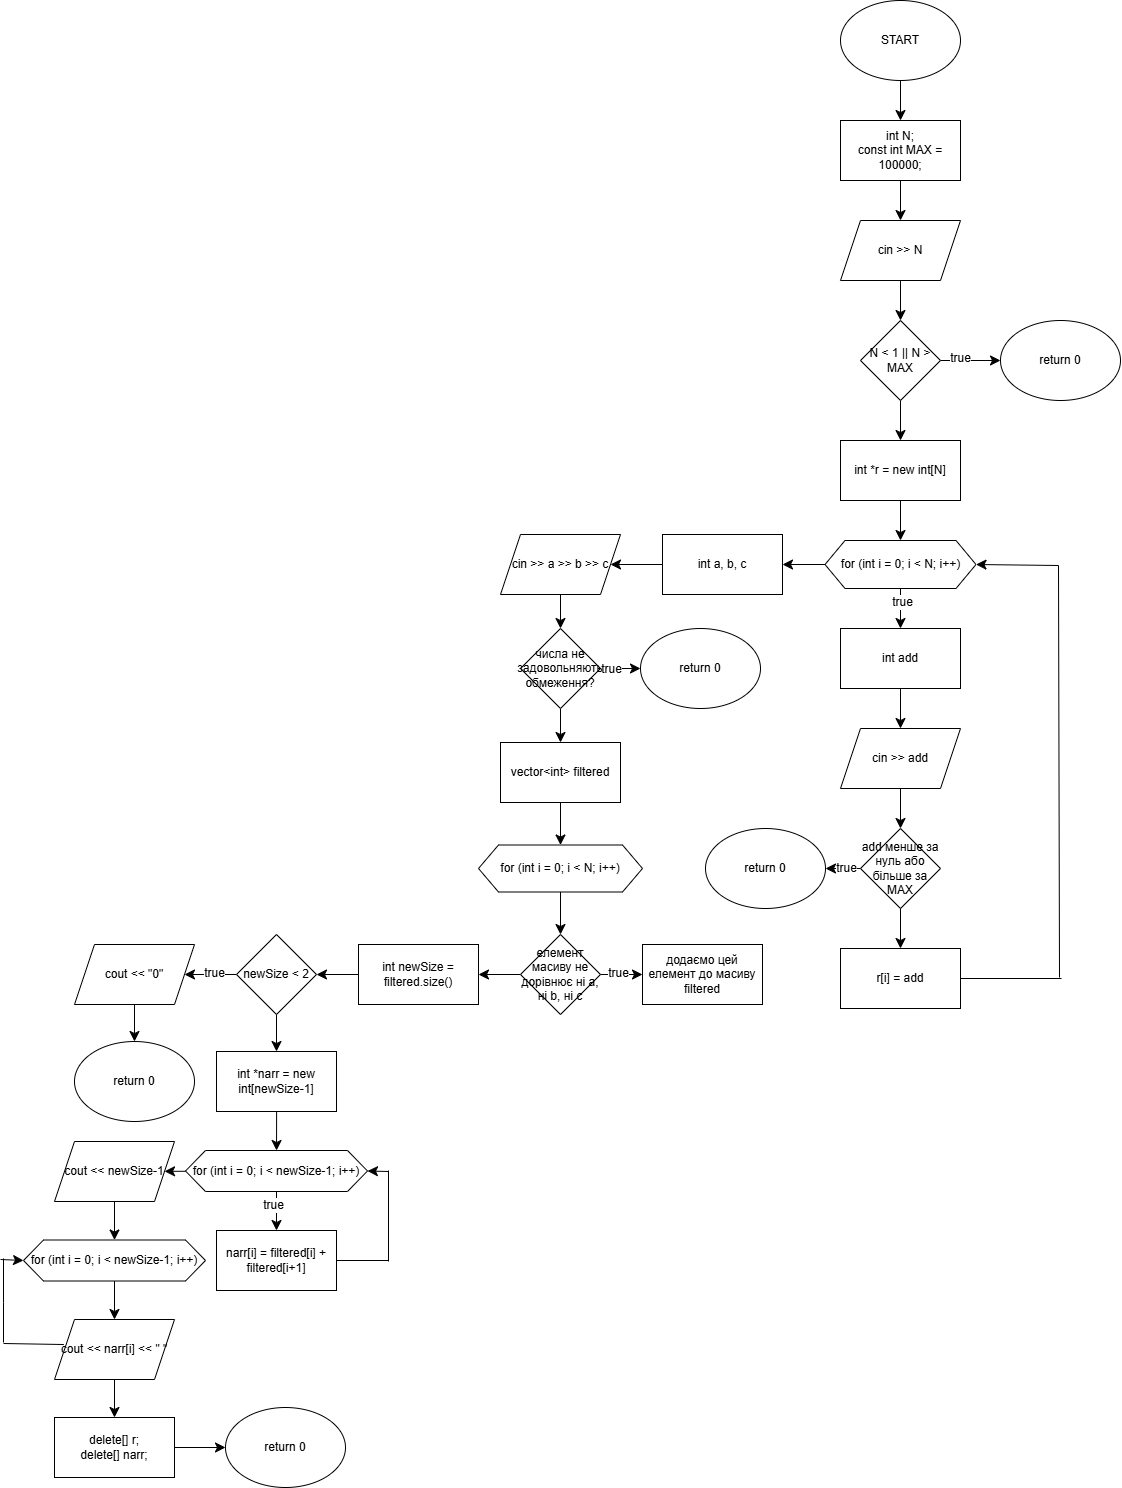 START
int N;
const int MAX =
100000;
cin >> N
N < 1 || N >
MAX
true
return 0
int *r = new int[N]
for (int i = 0; i < N; i++)
int a, b, c
cin >> a >> b >> c
true
int add
числа не
задовольняють
обмеження?
true
return 0
cin >> add
vector<int> filtered
add менше за
нуль або
більше за
MAX
true
return 0
for (int i = 0; i < N; i++)
r[i] = add
елемент
масиву не
дорівнює ні a,
ні b, ні c
true
додаємо цей
елемент до масиву
filtered
int newSize =
filtered.size()
newSize < 2
true
cout << "0"
return 0
int *narr = new
int[newSize-1]
for (int i = 0; i < newSize-1; i++)
cout << newSize-1
true
narr[i] = filtered[i] +
filtered[i+1]
for (int i = 0; i < newSize-1; i++)
cout << narr[i] << " "
delete[] r;
delete[] narr;
return 0